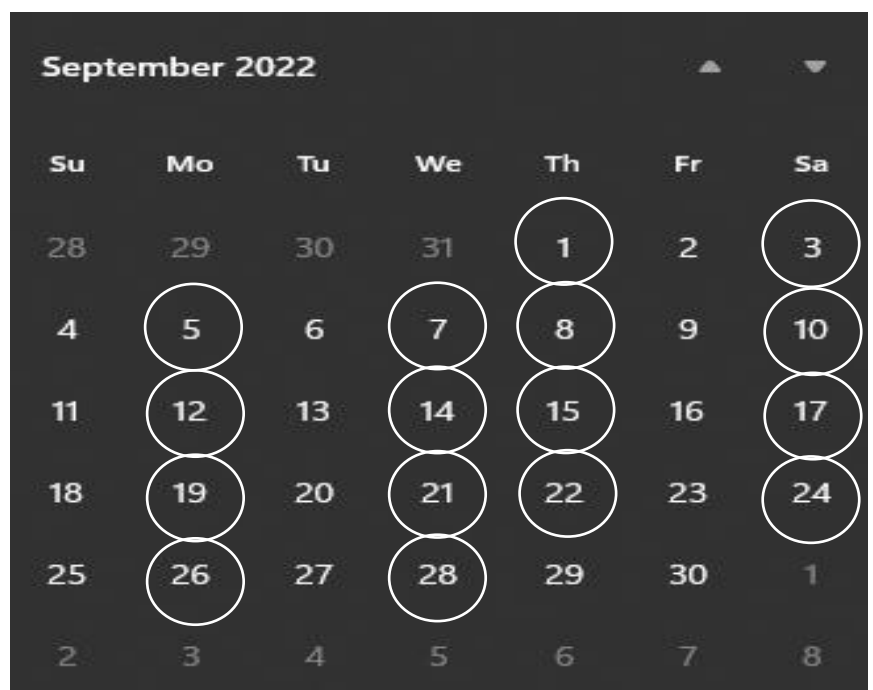 September 2022
Su Mo Tu We Th Fr Sa
28 29 30 31 1 2 3
4 5 6 7 8 9 10
11 12 13 14 15 16 17
18 19 20 21 22 23 24
25 26 27 28 29 30 1
2 3 4 5 6 7 8